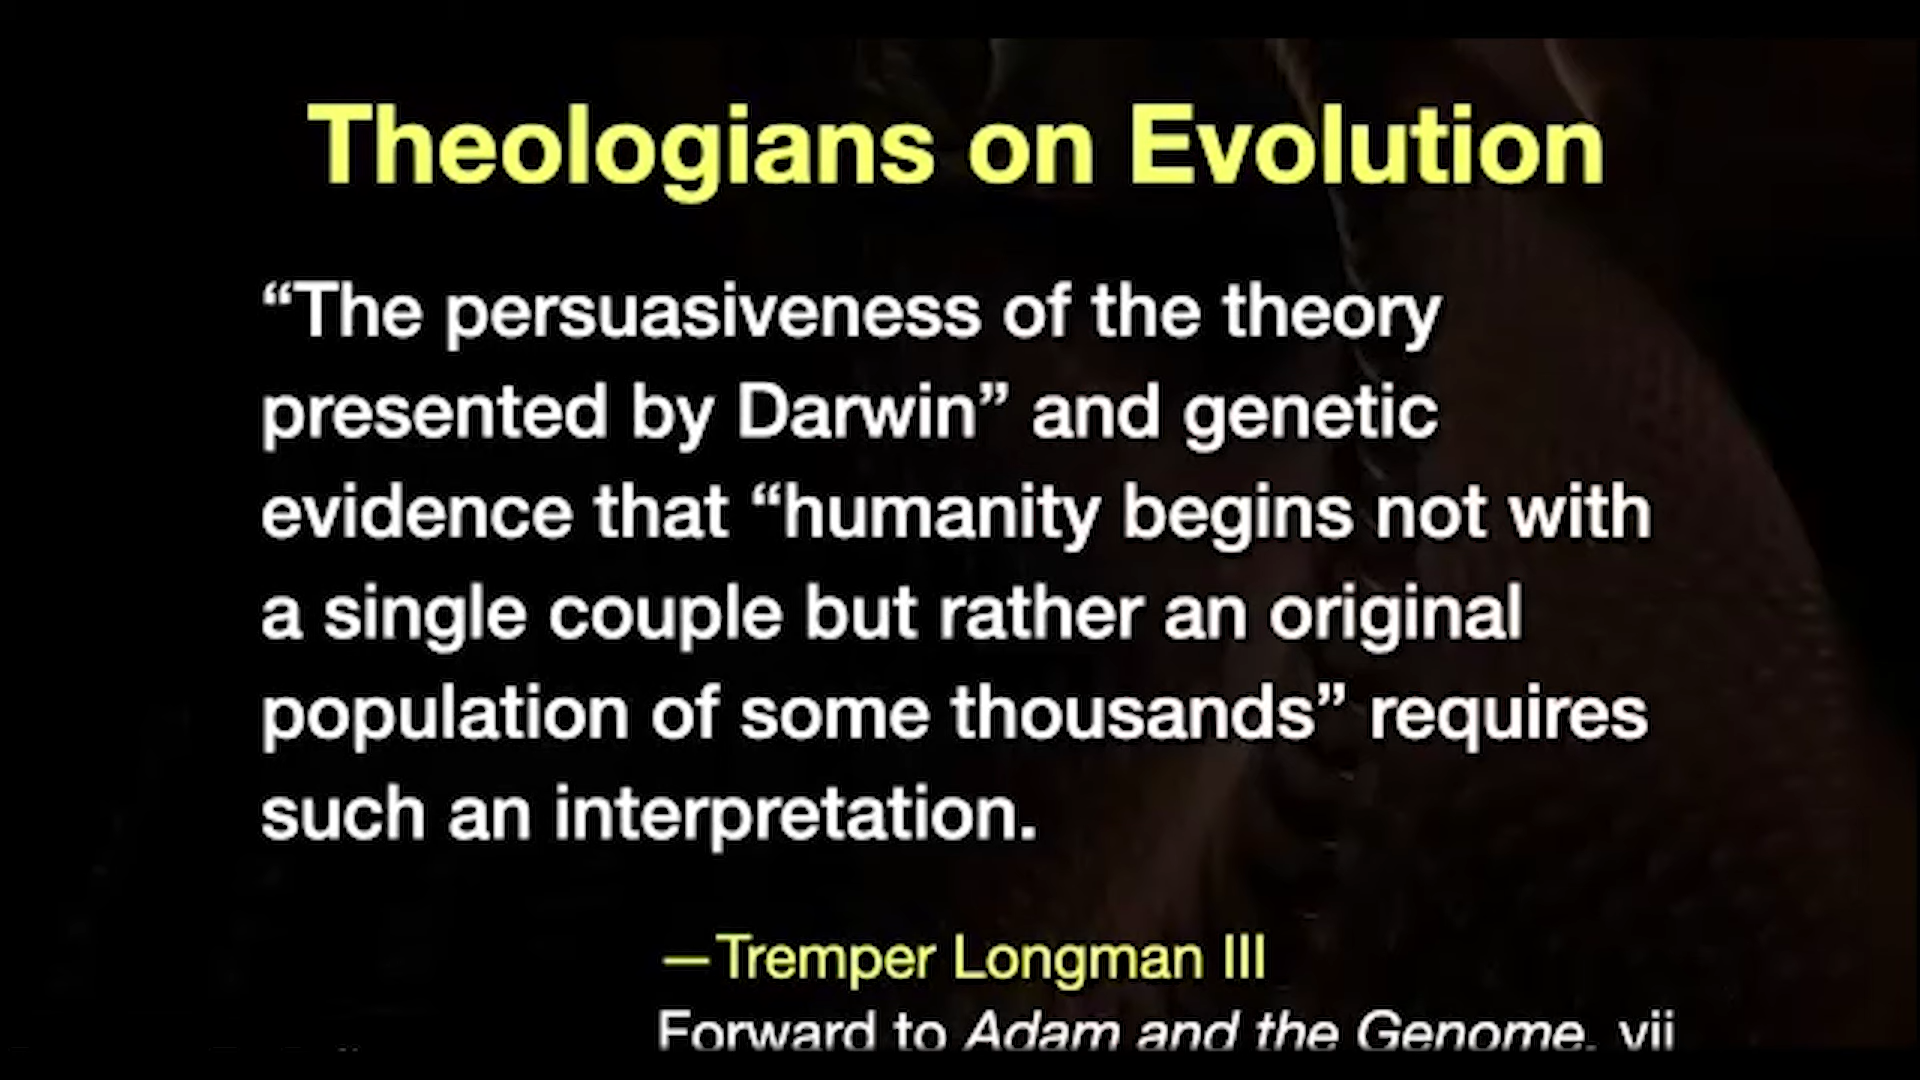 Theologians on Evolution
“The persuasiveness of the theory
presented by Darwin” and genetic
evidence that “humanity begins not with
a single couple but rather an original
population of some thousands” requires
such an interpretation.
—Tremper Longman III
Forward to Adam and the Genome, vii